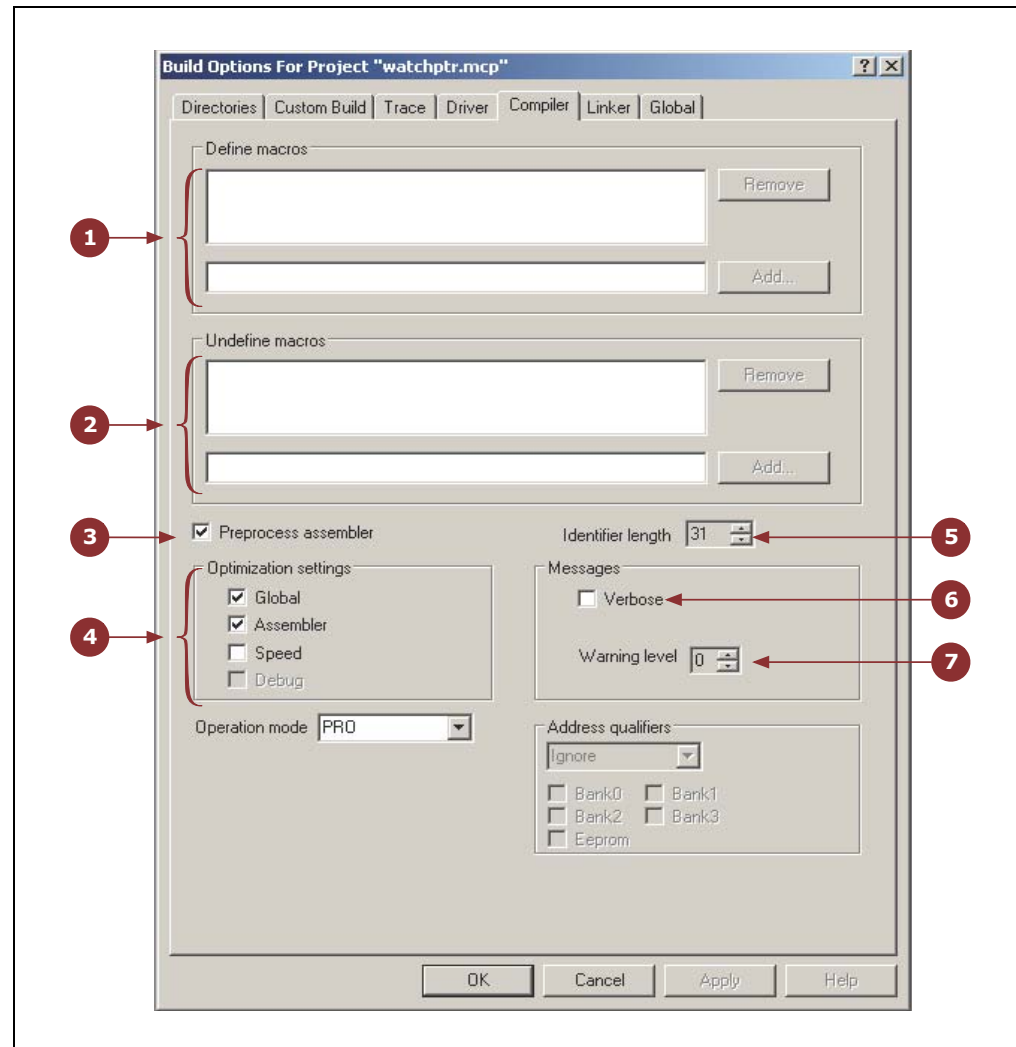 Build Options For Project "watchptr.mcp"
Directories Custom Build Trace Driver Compiler Linker Global
Define macros
Remove
1
Add...
Undefine macros
Remove
2
Add...
3 Preprocess assembler Identifier length 31 5
Optimization settings Messages
Global Verbose 6
4 Assembler
Speed Warning level 0 7
Debug
Operation mode PRO Address qualifiers
Ignore
Bank0 Bank1
Bank2 Bank3
Eeprom
OK Cancel Apply Help